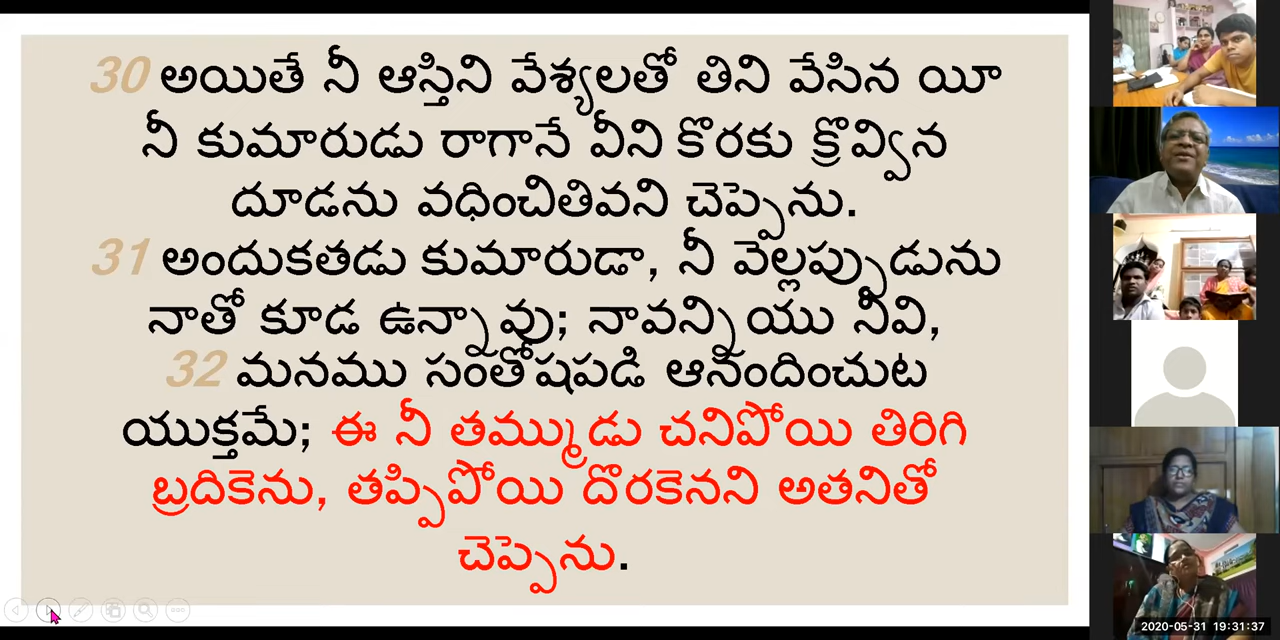 30 అయితే నీ ఆస్తిని వేశ్యలతో తిని వేసిన యీ
నీ కుమారుడు రాగానే వీని కొరకు క్రొవ్విన
దూడను వధించితివని చెప్పెను.
31 అందుకతడు కుమారుడా, నీ వెల్లప్పుడును
నాతో కూడ ఉన్నావు; నావన్నియు నీవి,
32 మనము సంతోషపడి ఆనందించుట
యుక్తమే; ఈ నీ తమ్ముడు చనిపోయి తిరిగి
బ్రదికెను, తప్పిపోయి దొరకెనని అతనితో
చెప్పెను.
2020-05-31 19:31:37